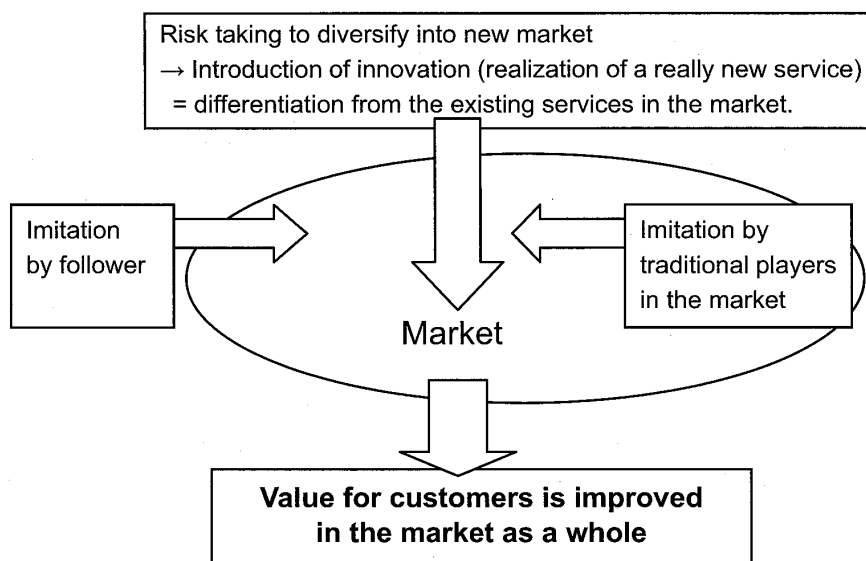 Risk taking to diversify into new market
→ Introduction of innovation (realization of a really new service)
= differentiation from the existing services in the market.
Imitation
by follower
Imitation by
traditional players
in the market
Market
Value for customers is improved
in the market as a whole